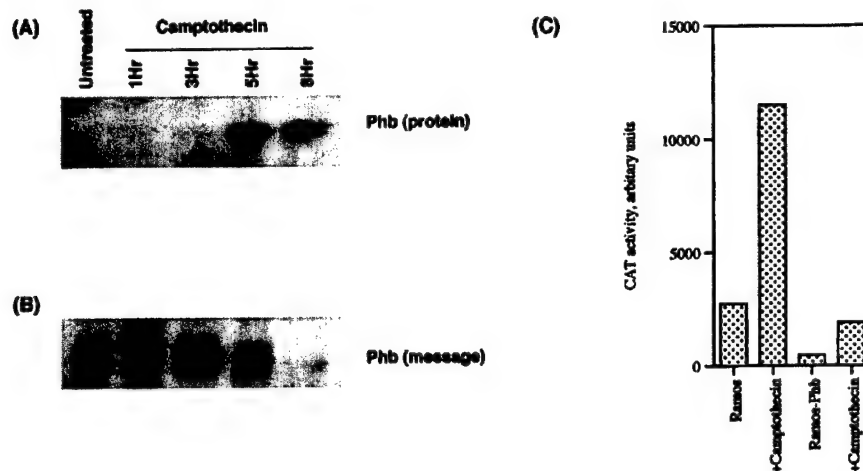 (A)
Camptothecin
Untreated
1Hr
3Hr
5Hr
8Hr
Phb (protein)
(B)
Phb (message)
(C)
CAT activity, arbitary units
15000
10000
5000
0
Ramos
+Camptothecin
Ramos-Phb
+Camptothecin